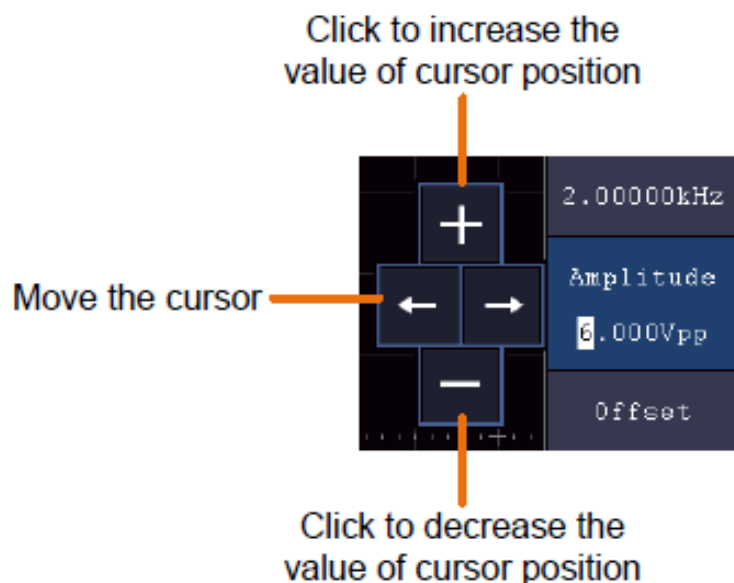 Click to increase the
value of cursor position
2.00000kHz
Move the cursor
Amplitude
6.000Vpp
Offset
Click to decrease the
value of cursor position